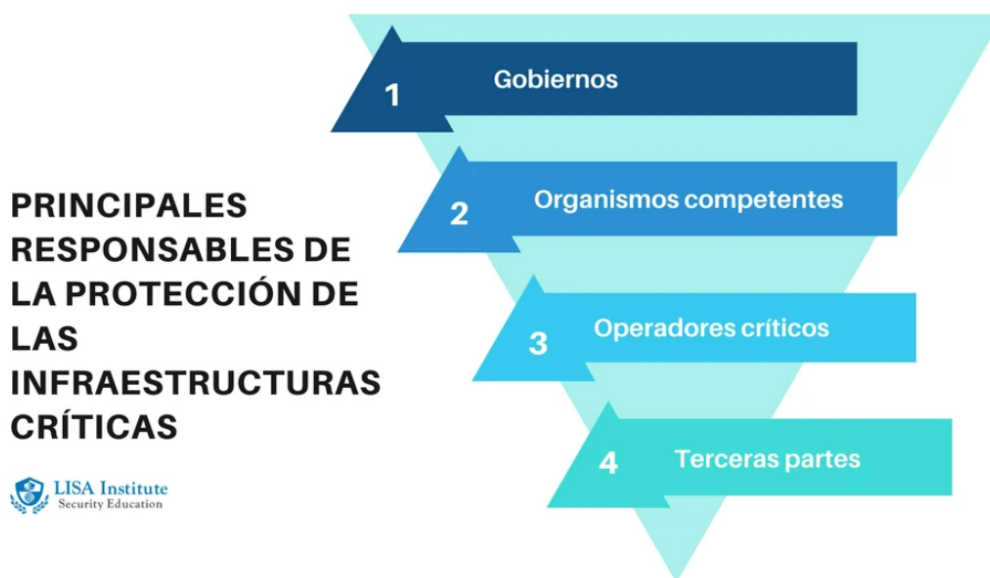 PRINCIPALES
RESPONSABLES DE
LA PROTECCIÓN DE
LAS
INFRAESTRUCTURAS
CRÍTICAS
LISA Institute
Security Education
1 Gobiernos
2 Organismos competentes
3 Operadores críticos
4 Terceras partes